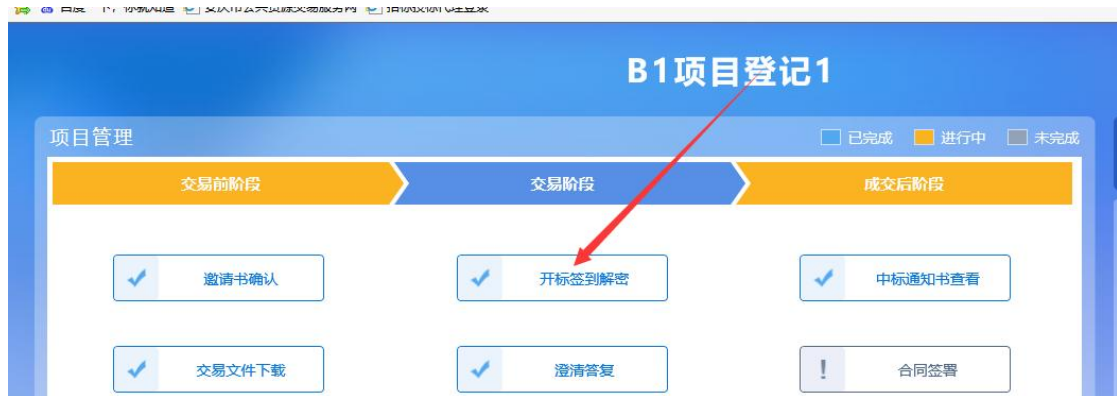 B1项目登记1
项目管理
已完成 进行中 未完成
交易前阶段 交易阶段 成交后阶段
邀请书确认 开标签到解密 中标通知书查看
交易文件下载 澄清答复 合同签署